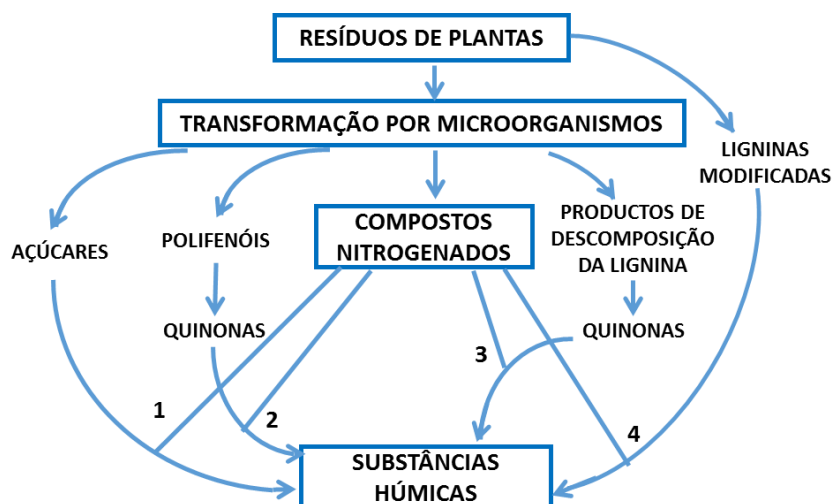 RESÍDUOS DE PLANTAS
TRANSFORMAÇÃO POR MICROORGANISMOS
LIGNINAS
MODIFICADAS
AÇÚCARES
POLIFENÓIS
COMPOSTOS
NITROGENADOS
PRODUCTOS DE
DESCOMPOSIÇÃO
DA LIGNINA
QUINONAS
QUINONAS
1
2
3
4
SUBSTÂNCIAS
HÚMICAS